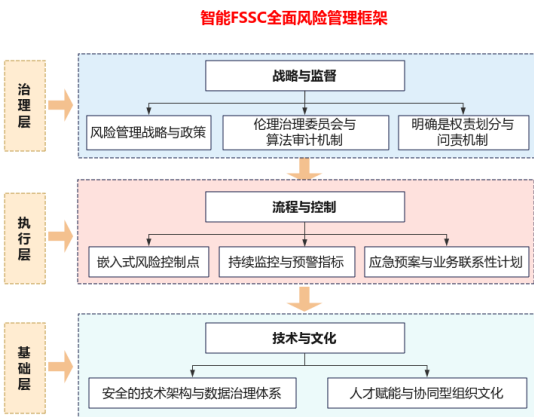 智能FSSC全面风险管理框架
治理层
战略与监督
风险管理战略与政策
伦理治理委员会与
算法审计机制
明确是权责划分与
问责机制
执行层
流程与控制
嵌入式风险控制点
持续监控与预警指标
应急预案与业务联系性计划
基础层
技术与文化
安全的技术架构与数据治理体系
人才赋能与协同型组织文化